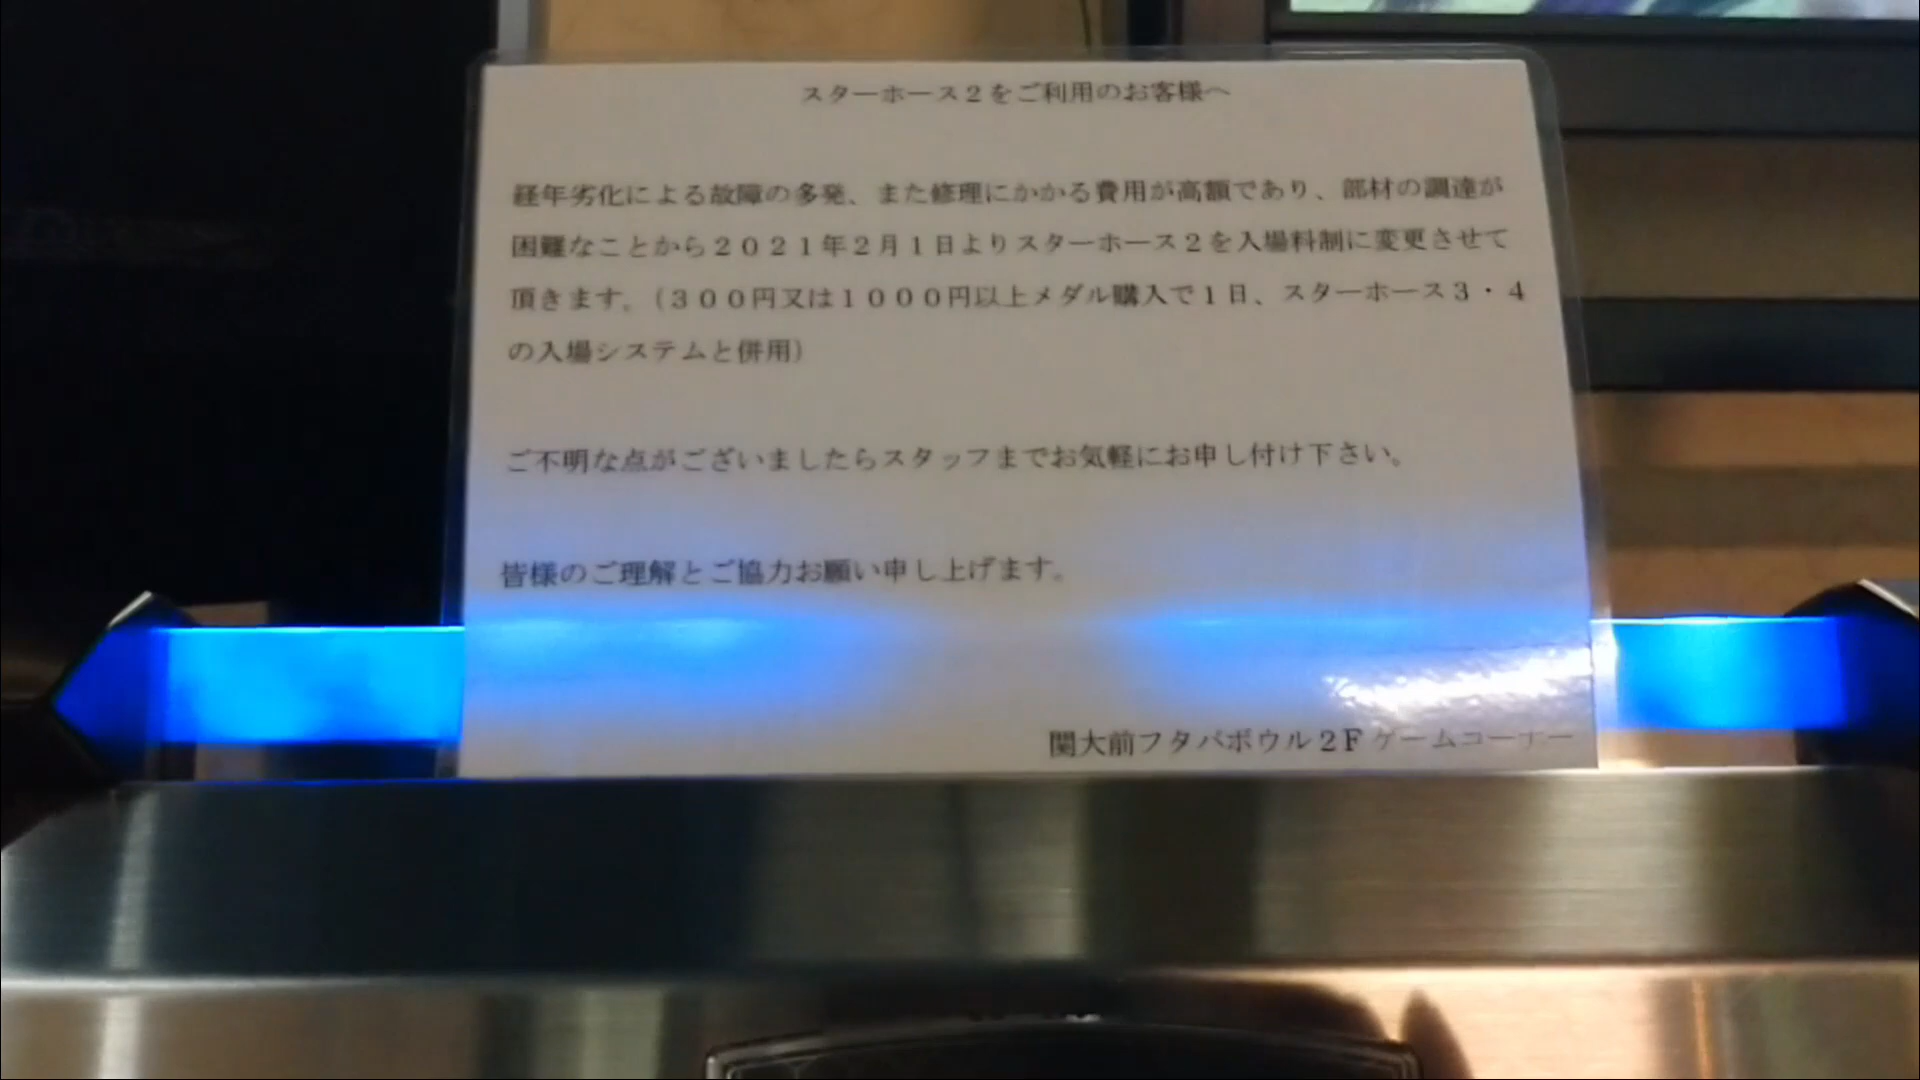 スターホース２をご利用のお客様へ
経年劣化による故障の多発、また修理にかかる費用が高額であり、部材の調達が
困難なことから２０２１年２月１日よりスターホース２を入場料制に変更させて
頂きます。（３００円又は１０００円以上メダル購入で１日、スターホース３・４
の入場システムと併用）
ご不明な点がございましたらスタッフまでお気軽にお申し付け下さい。
皆様のご理解とご協力お願い申し上げます。
関大前フタバボウル２Ｆゲームコーナー